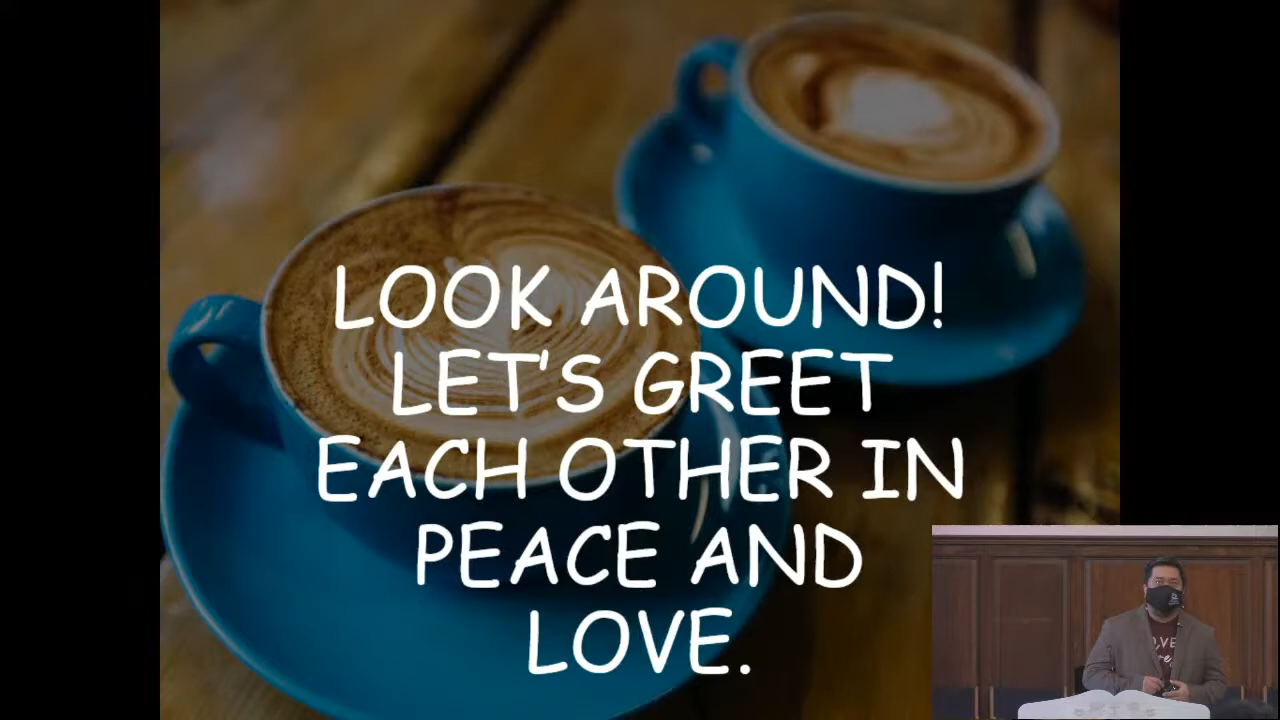 LOOK AROUND!
LET'S GREET
EACH OTHER IN
PEACE AND
LOVE.